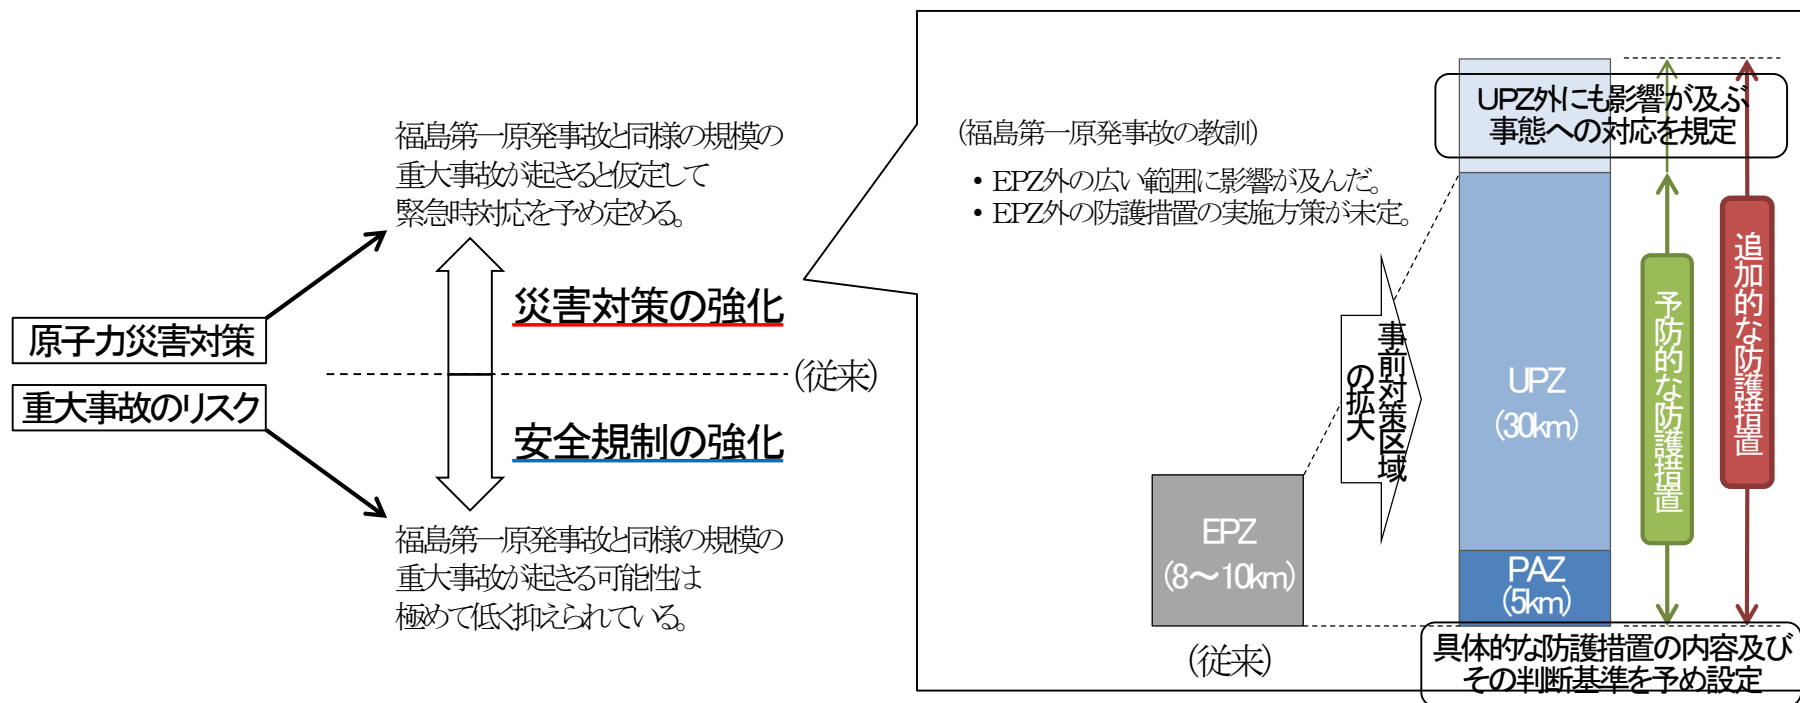 原子力災害対策
重大事故のリスク
福島第一原発事故と同様の規模の
重大事故が起きると仮定して
緊急時対応を予め定める。
災害対策の強化
(従来)
安全規制の強化
福島第一原発事故と同様の規模の
重大事故が起きる可能性は
極めて低く抑えられている。
(福島第一原発事故の教訓)
• EPZ外の広い範囲に影響が及んだ。
• EPZ外の防護措置の実施方策が未定。
EPZ
(8～10km)
(従来)
事前対策区域
の拡大
UPZ外にも影響が及ぶ
事態への対応を規定
UPZ
(30km)
PAZ
(5km)
予防的な防護措置
追加的な防護措置
具体的な防護措置の内容及び
その判断基準を予め設定